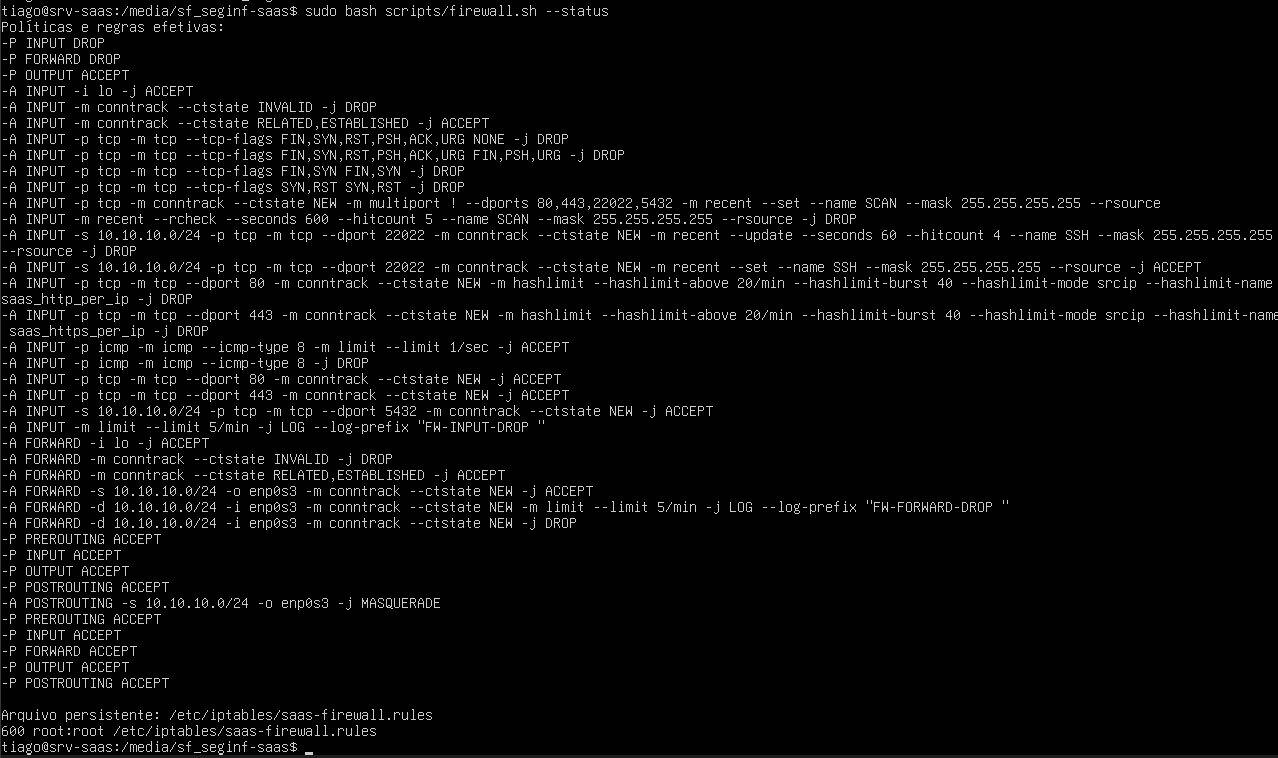 tiago@srv-saas:/media/sf_seginf-saas$ sudo bash scripts/firewall.sh --status
Políticas e regras efetivas:
-P INPUT DROP
-P FORWARD DROP
-P OUTPUT ACCEPT
-A INPUT -i lo -j ACCEPT
-A INPUT -m conntrack --ctstate INVALID -j DROP
-A INPUT -m conntrack --ctstate RELATED,ESTABLISHED -j ACCEPT
-A INPUT -p tcp -m tcp --tcp-flags FIN,SYN,RST,PSH,ACK,URG NONE -j DROP
-A INPUT -p tcp -m tcp --tcp-flags FIN,SYN,RST,PSH,ACK,URG FIN,PSH,URG -j DROP
-A INPUT -p tcp -m tcp --tcp-flags FIN,SYN FIN,SYN -j DROP
-A INPUT -p tcp -m tcp --tcp-flags SYN,RST SYN,RST -j DROP
-A INPUT -p tcp -m conntrack --ctstate NEW -m multiport ! --dports 80,443,22022,5432 -m recent --set --name SCAN --mask 255.255.255.255 --rsource
-A INPUT -m recent --rcheck --seconds 600 --hitcount 5 --name SCAN --mask 255.255.255.255 --rsource -j DROP
-A INPUT -s 10.10.10.0/24 -p tcp -m tcp --dport 22022 -m conntrack --ctstate NEW -m recent --update --seconds 60 --hitcount 4 --name SSH --mask 255.255.255.255
--rsource -j DROP
-A INPUT -s 10.10.10.0/24 -p tcp -m tcp --dport 22022 -m conntrack --ctstate NEW -m recent --set --name SSH --mask 255.255.255.255 --rsource -j ACCEPT
-A INPUT -p tcp -m tcp --dport 80 -m conntrack --ctstate NEW -m hashlimit --hashlimit-above 20/min --hashlimit-burst 40 --hashlimit-mode srcip --hashlimit-name
saas_http_per_ip -j DROP
-A INPUT -p tcp -m tcp --dport 443 -m conntrack --ctstate NEW -m hashlimit --hashlimit-above 20/min --hashlimit-burst 40 --hashlimit-mode srcip --hashlimit-name
saas_https_per_ip -j DROP
-A INPUT -p icmp -m icmp --icmp-type 8 -m limit --limit 1/sec -j ACCEPT
-A INPUT -p icmp -m icmp --icmp-type 8 -j DROP
-A INPUT -p tcp -m tcp --dport 80 -m conntrack --ctstate NEW -j ACCEPT
-A INPUT -p tcp -m tcp --dport 443 -m conntrack --ctstate NEW -j ACCEPT
-A INPUT -s 10.10.10.0/24 -p tcp -m tcp --dport 5432 -m conntrack --ctstate NEW -j ACCEPT
-A INPUT -m limit --limit 5/min -j LOG --log-prefix "FW-INPUT-DROP "
-A FORWARD -i lo -j ACCEPT
-A FORWARD -m conntrack --ctstate INVALID -j DROP
-A FORWARD -m conntrack --ctstate RELATED,ESTABLISHED -j ACCEPT
-A FORWARD -s 10.10.10.0/24 -o enp0s3 -m conntrack --ctstate NEW -j ACCEPT
-A FORWARD -d 10.10.10.0/24 -i enp0s3 -m conntrack --ctstate NEW -m limit --limit 5/min -j LOG --log-prefix "FW-FORWARD-DROP "
-A FORWARD -d 10.10.10.0/24 -i enp0s3 -m conntrack --ctstate NEW -j DROP
-P PREROUTING ACCEPT
-P INPUT ACCEPT
-P OUTPUT ACCEPT
-P POSTROUTING ACCEPT
-A POSTROUTING -s 10.10.10.0/24 -o enp0s3 -j MASQUERADE
-P PREROUTING ACCEPT
-P INPUT ACCEPT
-P FORWARD ACCEPT
-P OUTPUT ACCEPT
-P POSTROUTING ACCEPT
Arquivo persistente: /etc/iptables/saas-firewall.rules
600 root:root /etc/iptables/saas-firewall.rules
tiago@srv-saas:/media/sf_seginf-saas$ _